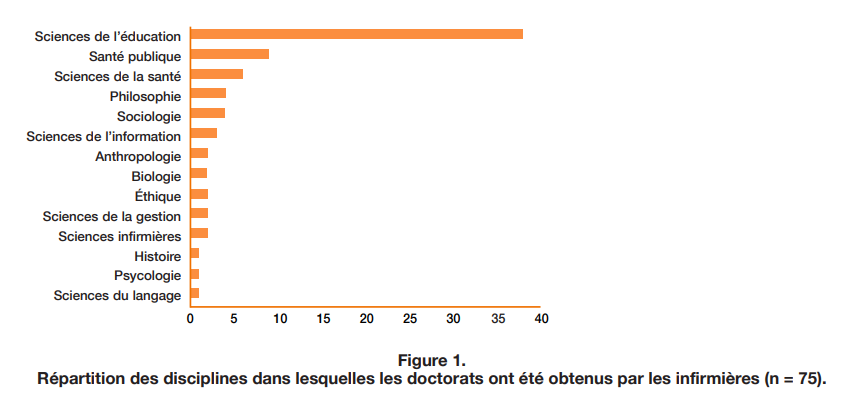 Sciences de l'éducation
Santé publique
Sciences de la santé
Philosophie
Sociologie
Sciences de l'information
Anthropologie
Biologie
Éthique
Sciences de la gestion
Sciences infirmières
Histoire
Psycologie
Sciences du langage
0 5 10 15 20 25 30 35 40
Figure 1.
Répartition des disciplines dans lesquelles les doctorats ont été obtenus par les infirmières (n = 75).